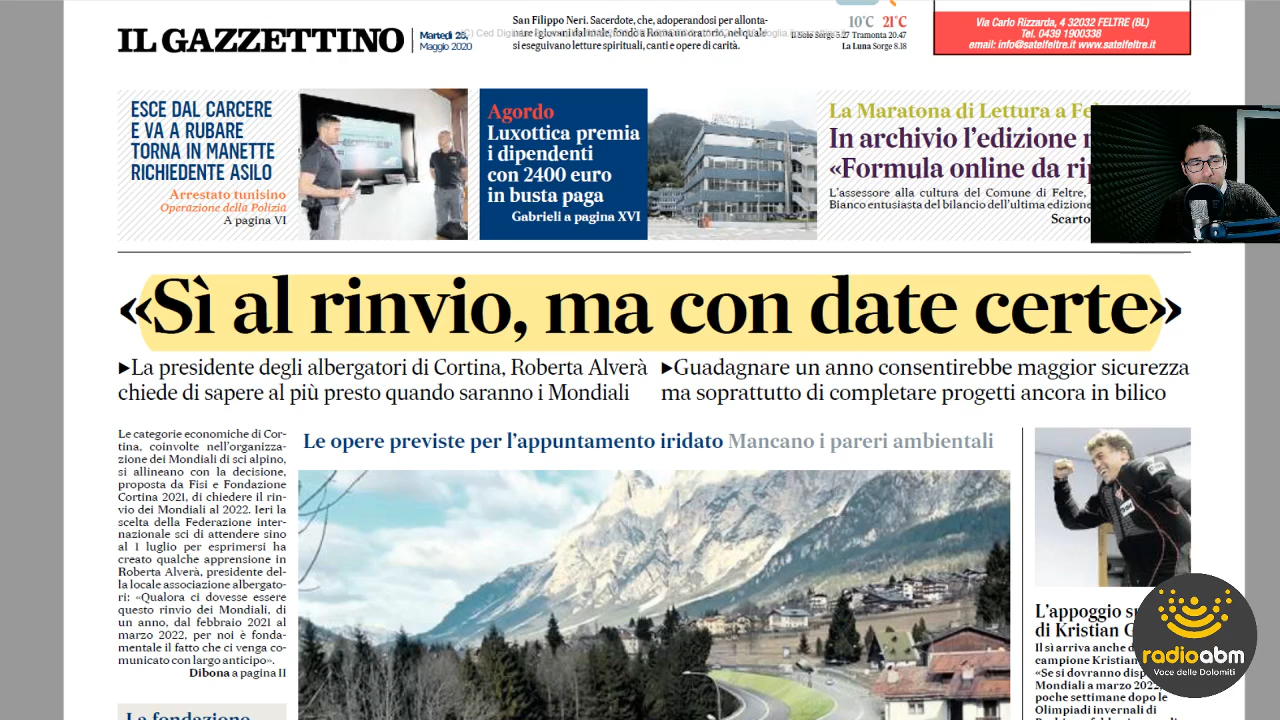 IL GAZZETTINO
Martedì 26,
Maggio 2020
San Filippo Neri. Sacerdote, che, adoperandosi per allonta-
nare i giovani dal male, fondò a Roma un oratorio, nel quale
si eseguivano letture spirituali, canti e opere di carità.
10°C 21°C
Il Sole Sorge 5.27 Tramonta 20.47
La Luna Sorge 8.18
Via Carlo Rizzarda, 4 32032 FELTRE (BL)
Tel. 0439 1900338
email: info@satelfeltre.it www.satelfeltre.it
ESCE DAL CARCERE
E VA A RUBARE
TORNA IN MANETTE
RICHIEDENTE ASILO
Arrestato tunisino
Operazione della Polizia
A pagina VI
Agordo
Luxottica premia
i dipendenti
con 2400 euro
in busta paga
Gabrieli a pagina XVI
La Maratona di Lettura a
In archivio l'edizione
«Formula online da
L'assessore alla cultura del Comune di Feltre,
Bianco entusiasta del bilancio dell'ultima edizione
«Sì al rinvio, ma con date certe»
►La presidente degli albergatori di Cortina, Roberta Alverà
chiede di sapere al più presto quando saranno i Mondiali
►Guadagnare un anno consentirebbe maggior sicurezza
ma soprattutto di completare progetti ancora in bilico
Le categorie economiche di Cor-
tina, coinvolte nell'organizza-
zione dei Mondiali di sci alpino,
si allineano con la decisione,
proposta da Fisi e Fondazione
Cortina 2021, di chiedere il rin-
vio dei Mondiali al 2022. Ieri la
scelta della Federazione inter-
nazionale sci di attendere sino
al 1 luglio per esprimersi ha
creato qualche apprensione in
Roberta Alverà, presidente del-
la locale associazione albergato-
ri: «Qualora ci dovesse essere
questo rinvio dei Mondiali, di
un anno, dal febbraio 2021 al
marzo 2022, per noi è fonda-
mentale il fatto che ci venga co-
municato con largo anticipo».
Dibona a pagina II
La fondazione
Le opere previste per l'appuntamento iridato Mancano i pareri ambientali
L'appoggio
di Kristian
Il sì arriva anche
campione Kristian
«Se si dovranno
Mondiali a marzo 2022,
poche settimane dopo le
Olimpiadi invernali di
radioabm
Voce delle Dolomiti